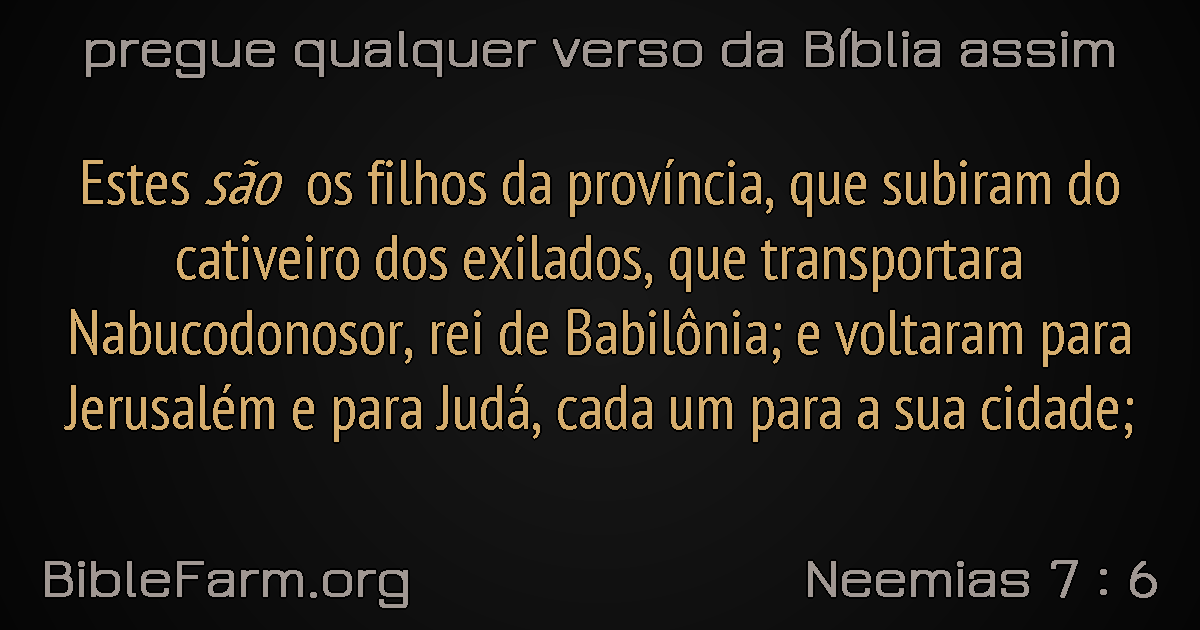 pregue qualquer verso da Bíblia assim
Estes são os filhos da província, que subiram do
cativeiro dos exilados, que transportara
Nabucodonosor, rei de Babilônia; e voltaram para
Jerusalém e para Judá, cada um para a sua cidade;
BibleFarm.org
Neemias 7 : 6